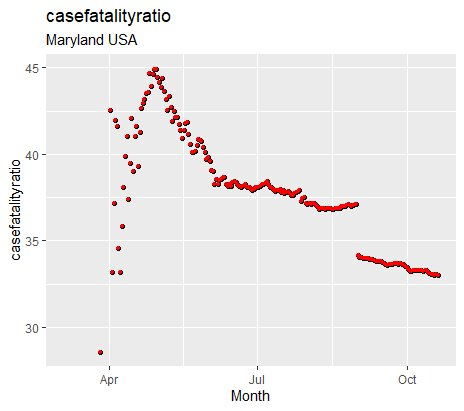 casefatalityratio
Maryland USA
45
40
35
30
casefatalityratio
Apr Jul Oct
Month